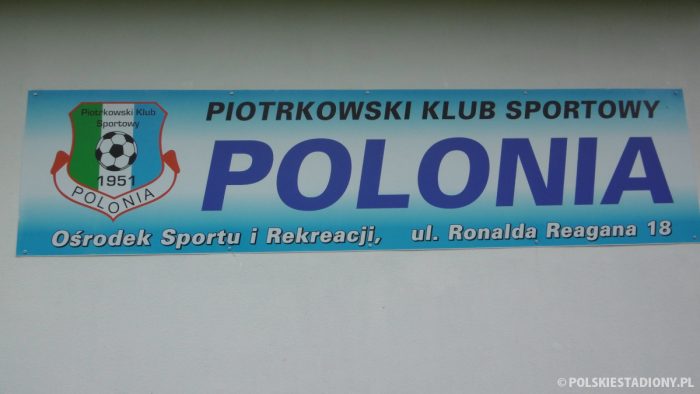 Piotrkowski Klub
Sportowy
1951
POLONIA
PIOTRKOWSKI KLUB SPORTOWY
POLONIA
Ośrodek Sportu i Rekreacji, ul. Ronalda Reagana 18
© POLSKIESTADIONY.PL